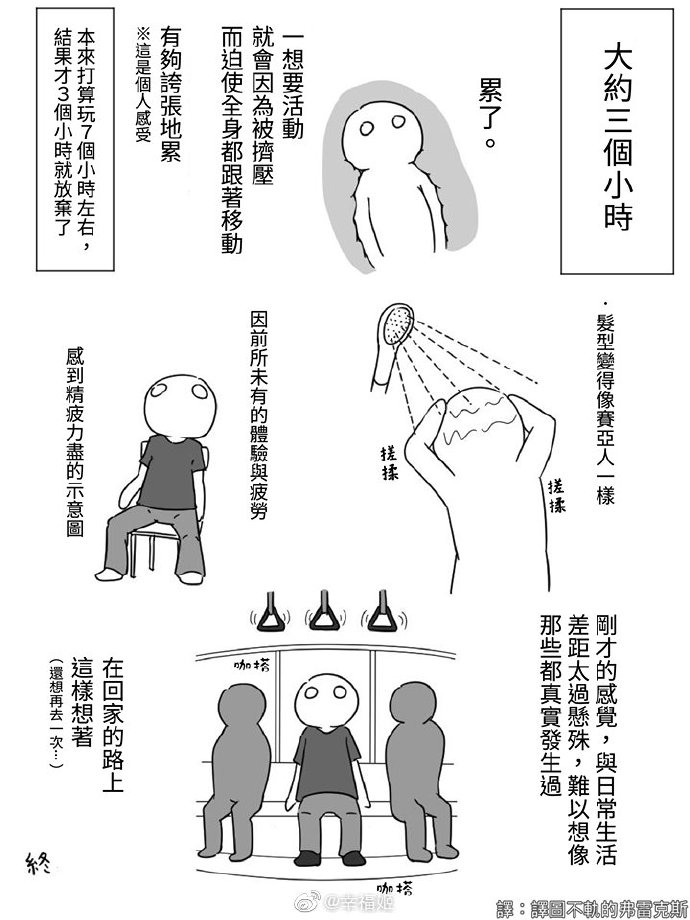 大約三個小時
累了。
一想要活動
就會因為被擠壓
而迫使全身都跟著移動
有夠誇張地累
※這是個人感受
本來打算玩7個小時左右，
結果才3個小時就放棄了
·髮型變得像賽亞人一樣
搓揉
搓揉
因前所未有的體驗與疲勞
感到精疲力盡的示意圖
剛才的感覺，與日常生活
差距太過懸殊，難以想像
那些都真實發生過
咖搭
咖搭
在回家的路上
這樣想著
（還想再去一次…）
終
@幸福姬
譯：譯圖不軌的弗雷克斯